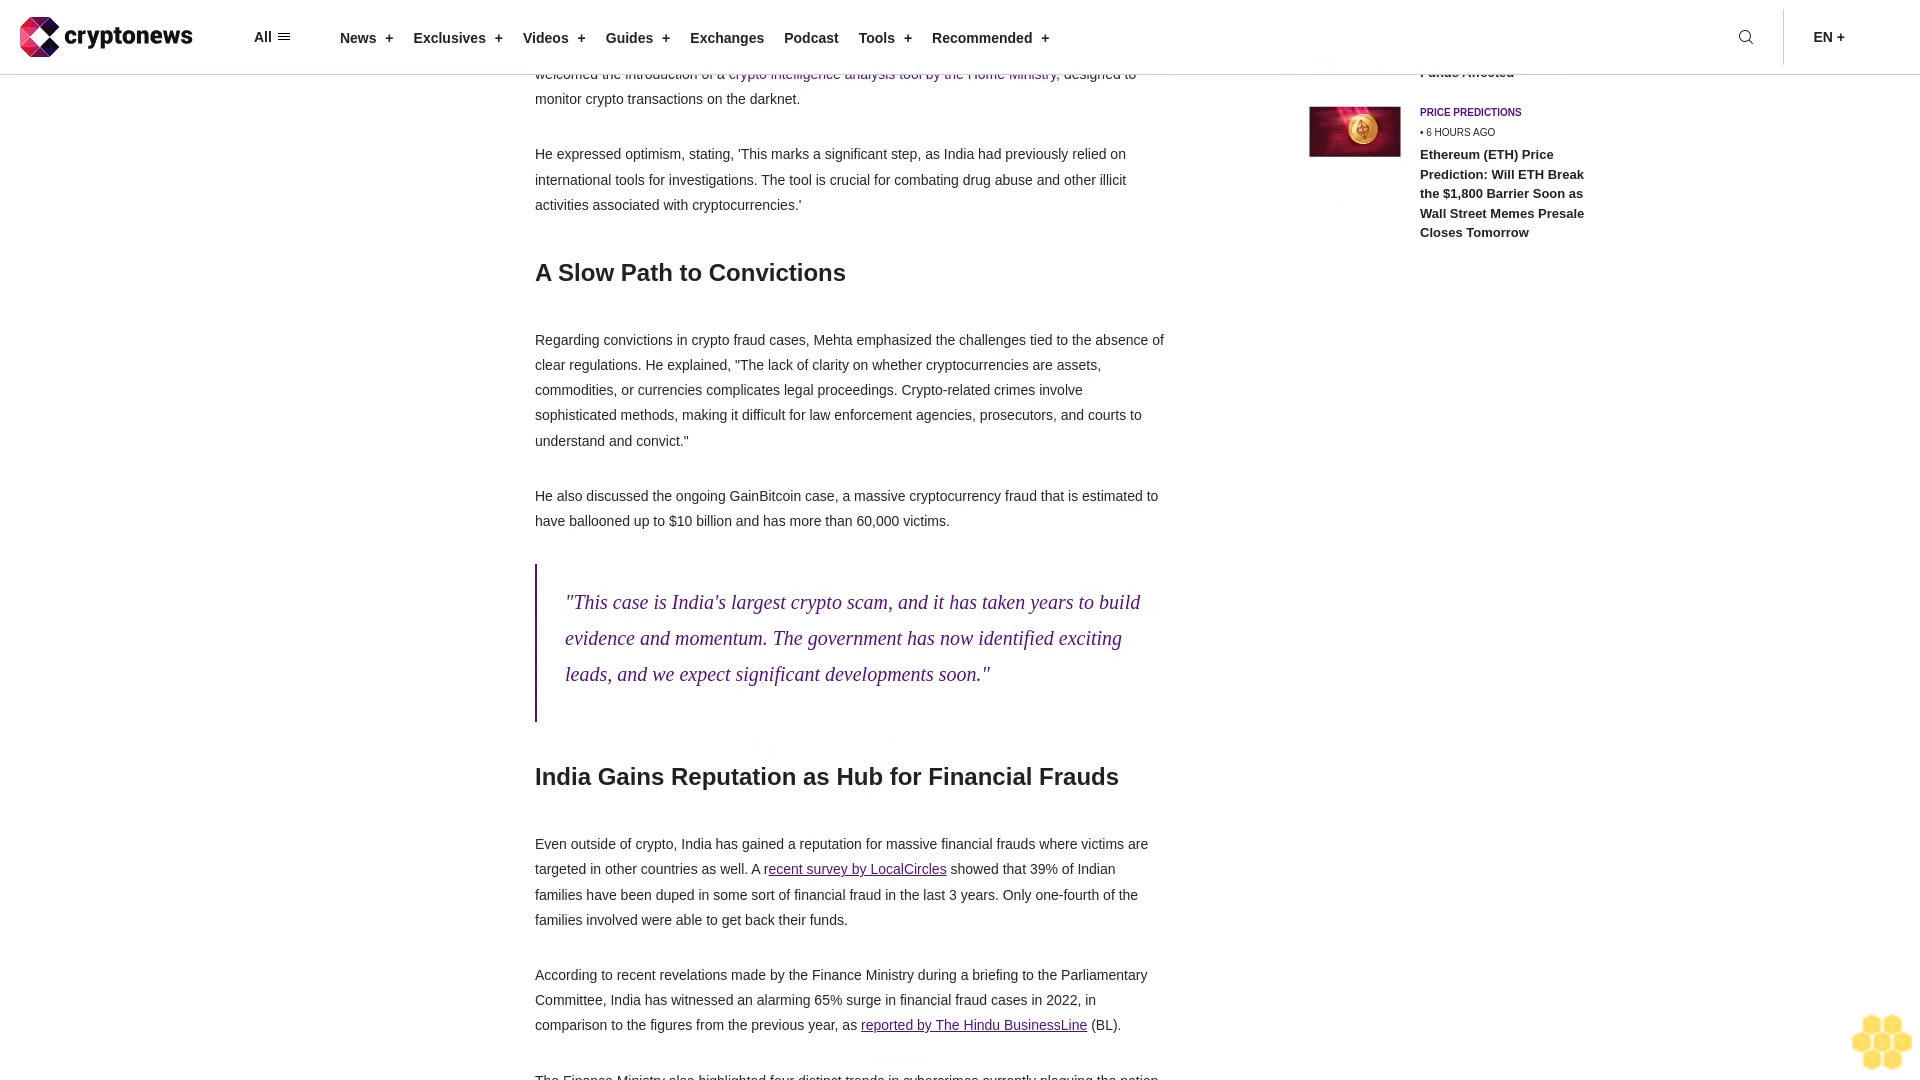 cryptonews
All
News +
Exclusives +
Videos +
Guides +
Exchanges
Podcast
Tools +
Recommended +
EN +
welcomed the introduction of a crypto intelligence analysis tool by the Home Ministry, designed to
monitor crypto transactions on the darknet.
He expressed optimism, stating, 'This marks a significant step, as India had previously relied on
international tools for investigations. The tool is crucial for combating drug abuse and other illicit
activities associated with cryptocurrencies.'
A Slow Path to Convictions
Regarding convictions in crypto fraud cases, Mehta emphasized the challenges tied to the absence of
clear regulations. He explained, "The lack of clarity on whether cryptocurrencies are assets,
commodities, or currencies complicates legal proceedings. Crypto-related crimes involve
sophisticated methods, making it difficult for law enforcement agencies, prosecutors, and courts to
understand and convict."
He also discussed the ongoing GainBitcoin case, a massive cryptocurrency fraud that is estimated to
have ballooned up to $10 billion and has more than 60,000 victims.
"This case is India's largest crypto scam, and it has taken years to build
evidence and momentum. The government has now identified exciting
leads, and we expect significant developments soon."
India Gains Reputation as Hub for Financial Frauds
Even outside of crypto, India has gained a reputation for massive financial frauds where victims are
targeted in other countries as well. A recent survey by LocalCircles showed that 39% of Indian
families have been duped in some sort of financial fraud in the last 3 years. Only one-fourth of the
families involved were able to get back their funds.
According to recent revelations made by the Finance Ministry during a briefing to the Parliamentary
Committee, India has witnessed an alarming 65% surge in financial fraud cases in 2022, in
comparison to the figures from the previous year, as reported by The Hindu BusinessLine (BL).
The Finance Ministry also highlighted four distinct trends in cybercrimes currently plaguing the nation
Funds Affected
PRICE PREDICTIONS
• 6 HOURS AGO
Ethereum (ETH) Price
Prediction: Will ETH Break
the $1,800 Barrier Soon as
Wall Street Memes Presale
Closes Tomorrow